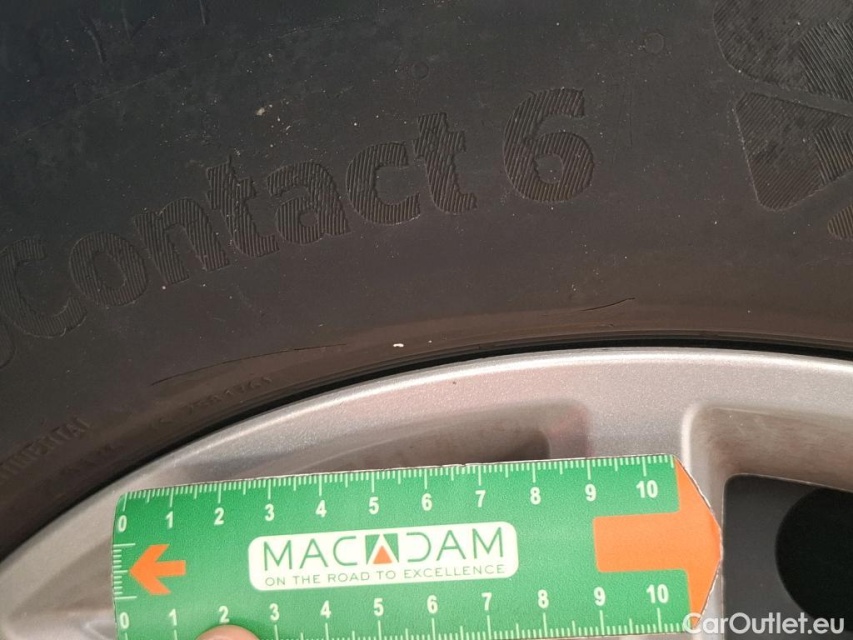 Contact 6
0 1 2 3 4 5 6 7 8 9 10
MACADAM
ON THE ROAD TO EXCELLENCE
0 1 2 3 4 5 6 7 8 9 10
CarOutlet.eu